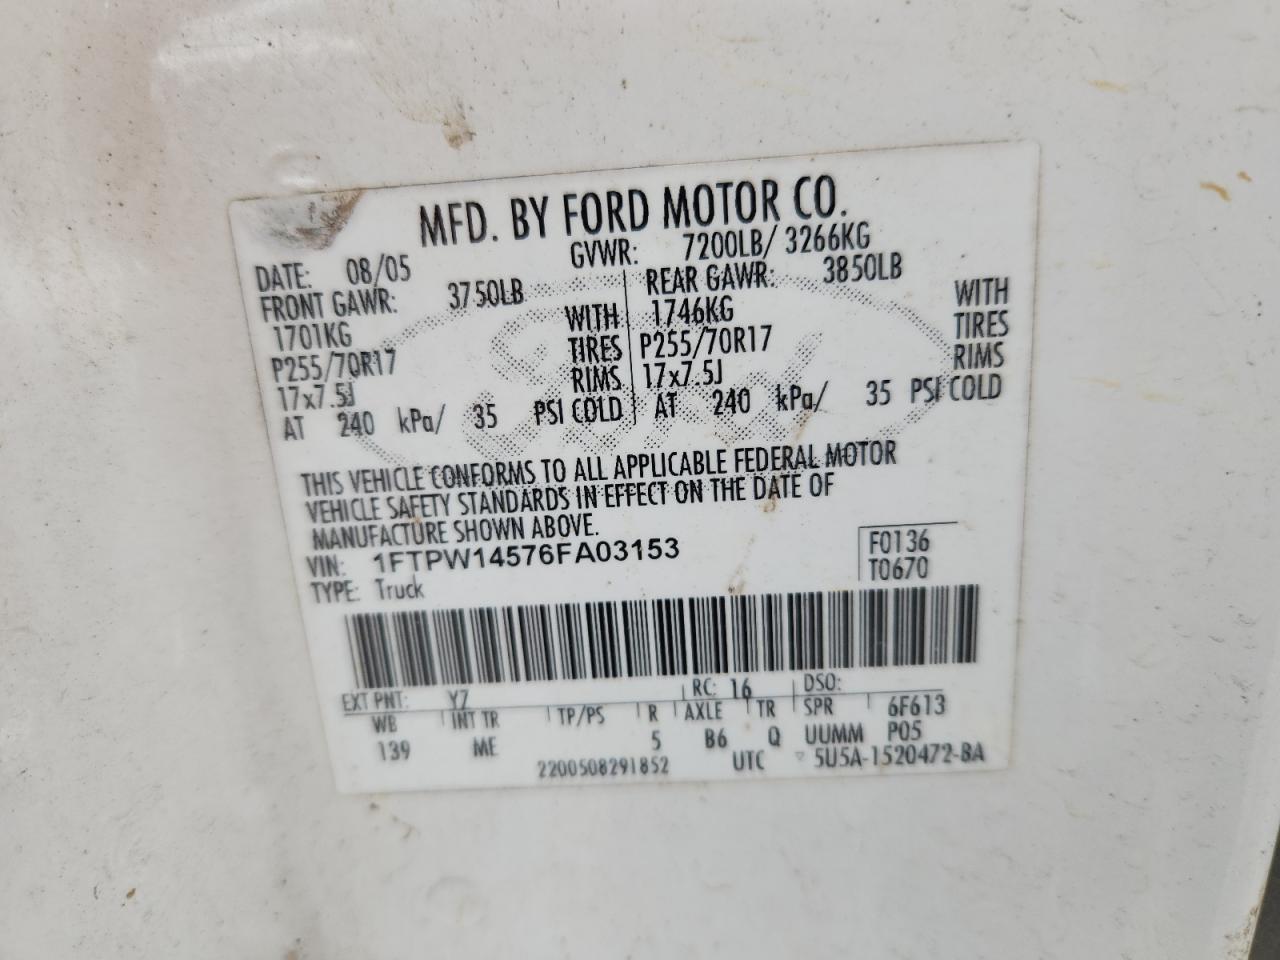 MFD. BY FORD MOTOR CO.
DATE: 08/05 GVWR: 7200LB/ 3266KG
FRONT GAWR: 3750LB REAR GAWR: 3850LB
1701KG WITH 1746KG WITH
P255/70R17 TIRES P255/70R17 TIRES
17x7.5J RIMS 17x7.5J RIMS
AT 240 kPa/ 35 PSI COLD AT 240 kPa/ 35 PSI COLD
THIS VEHICLE CONFORMS TO ALL APPLICABLE FEDERAL MOTOR
VEHICLE SAFETY STANDARDS IN EFFECT ON THE DATE OF
MANUFACTURE SHOWN ABOVE.
VIN: 1FTPW14576FA03153 F0136
TYPE: Truck T0670
EXT PNT: YZ RC: 16 DSO:
WB INT TR TP/PS R AXLE TR SPR 6F613
139 ME 5 B6 Q UUMM P05
2200508291852 UTC ▽ 5U5A-1520472-BA